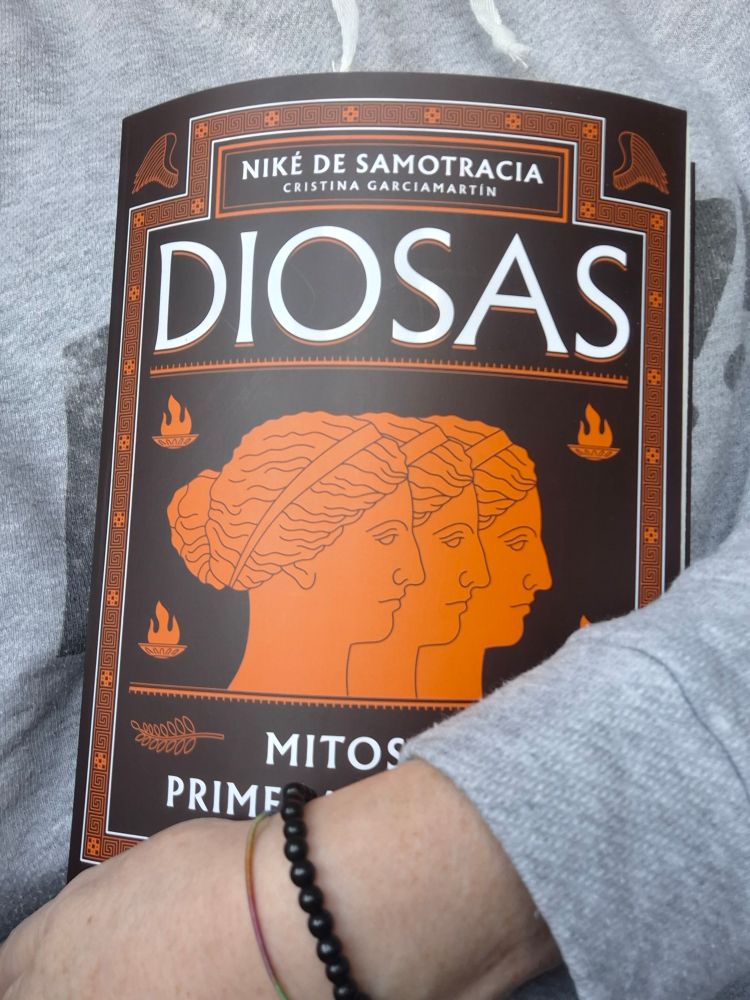 NIKÉ DE SAMOTRACIA
CRISTINA GARCIAMARTÍN
DIOSAS
MITOS